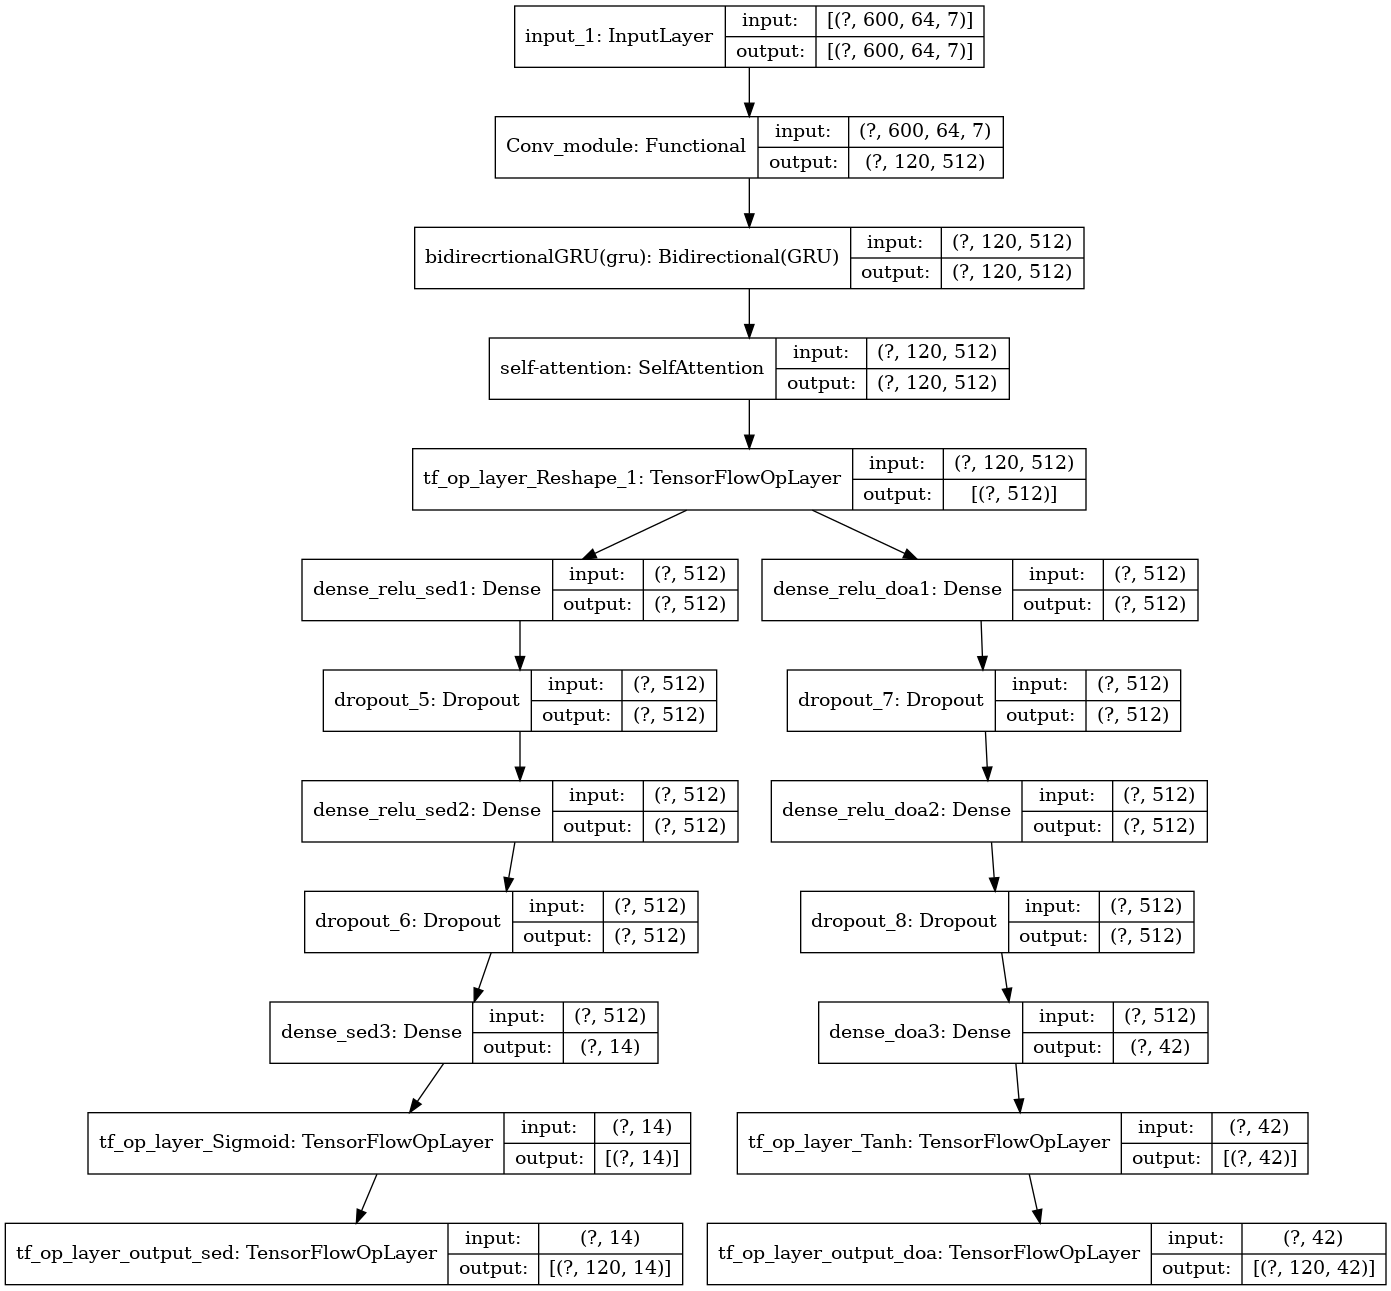 input_1: InputLayer
input: [(?, 600, 64, 7)]
output: [(?, 600, 64, 7)]
Conv_module: Functional
input: (?, 600, 64, 7)
output: (?, 120, 512)
bidirecrtionalGRU(gru): Bidirectional(GRU)
input: (?, 120, 512)
output: (?, 120, 512)
self-attention: SelfAttention
input: (?, 120, 512)
output: (?, 120, 512)
tf_op_layer_Reshape_1: TensorFlowOpLayer
input: (?, 120, 512)
output: [(?, 512)]
dense_relu_sed1: Dense
input: (?, 512)
output: (?, 512)
dense_relu_doa1: Dense
input: (?, 512)
output: (?, 512)
dropout_5: Dropout
input: (?, 512)
output: (?, 512)
dropout_7: Dropout
input: (?, 512)
output: (?, 512)
dense_relu_sed2: Dense
input: (?, 512)
output: (?, 512)
dense_relu_doa2: Dense
input: (?, 512)
output: (?, 512)
dropout_6: Dropout
input: (?, 512)
output: (?, 512)
dropout_8: Dropout
input: (?, 512)
output: (?, 512)
dense_sed3: Dense
input: (?, 512)
output: (?, 14)
dense_doa3: Dense
input: (?, 512)
output: (?, 42)
tf_op_layer_Sigmoid: TensorFlowOpLayer
input: (?, 14)
output: [(?, 14)]
tf_op_layer_Tanh: TensorFlowOpLayer
input: (?, 42)
output: [(?, 42)]
tf_op_layer_output_sed: TensorFlowOpLayer
input: (?, 14)
output: [(?, 120, 14)]
tf_op_layer_output_doa: TensorFlowOpLayer
input: (?, 42)
output: [(?, 120, 42)]